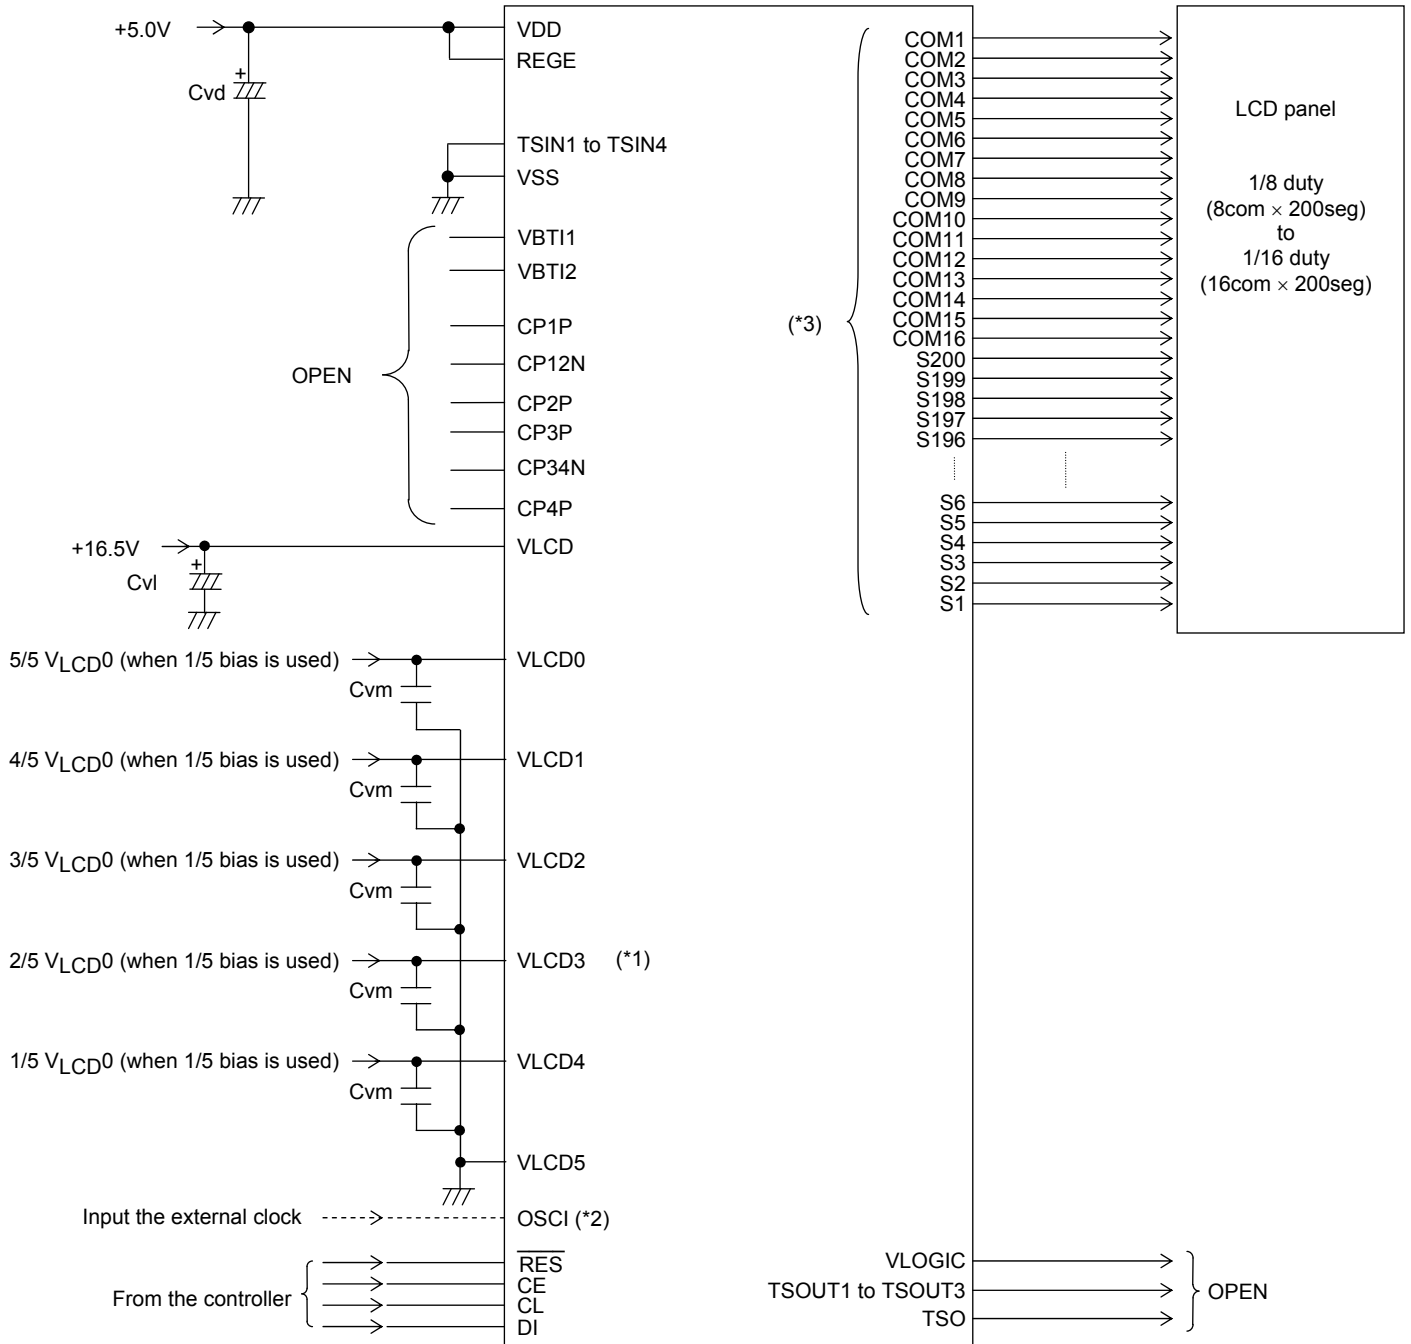 +5.0V
+
Cvd
VDD
REGE
TSIN1 to TSIN4
VSS
VBTI1
VBTI2
CP1P
CP12N
CP2P
CP3P
CP34N
CP4P
OPEN
+16.5V
VLCD
+
Cvl
5/5 VLCD0 (when 1/5 bias is used)
VLCD0
Cvm
4/5 VLCD0 (when 1/5 bias is used)
VLCD1
Cvm
3/5 VLCD0 (when 1/5 bias is used)
VLCD2
Cvm
2/5 VLCD0 (when 1/5 bias is used)
VLCD3 (*1)
Cvm
1/5 VLCD0 (when 1/5 bias is used)
VLCD4
Cvm
VLCD5
Input the external clock
OSCI (*2)
From the controller
RES
CE
CL
DI
(*3)
COM1
COM2
COM3
COM4
COM5
COM6
COM7
COM8
COM9
COM10
COM11
COM12
COM13
COM14
COM15
COM16
S200
S199
S198
S197
S196
S6
S5
S4
S3
S2
S1
LCD panel
1/8 duty
(8com × 200seg)
to
1/16 duty
(16com × 200seg)
VLOGIC
TSOUT1 to TSOUT3
TSO
OPEN